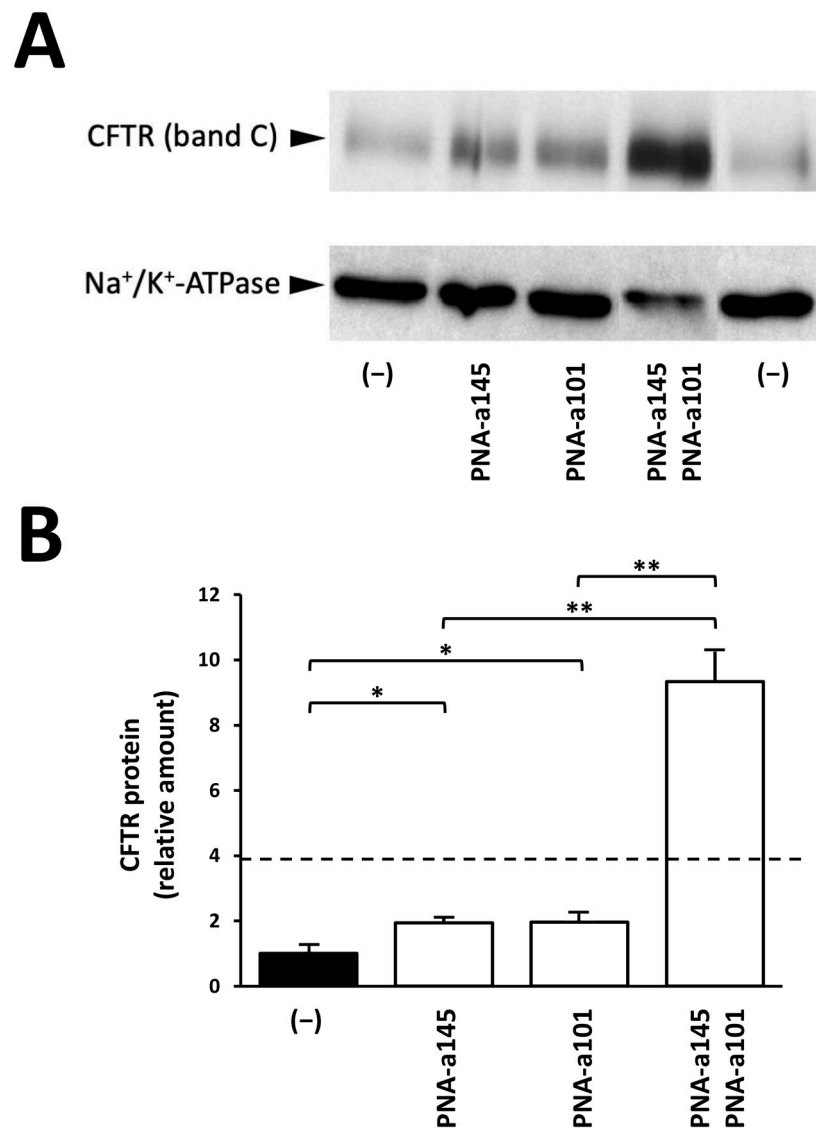 A
CFTR (band C)
Na⁺/K⁺-ATPase
(–)
PNA-a145
PNA-a101
PNA-a145
PNA-a101
(–)
B
**
**
*
*
12
10
8
6
4
2
0
CFTR protein
(relative amount)
(–)
PNA-a145
PNA-a101
PNA-a145
PNA-a101